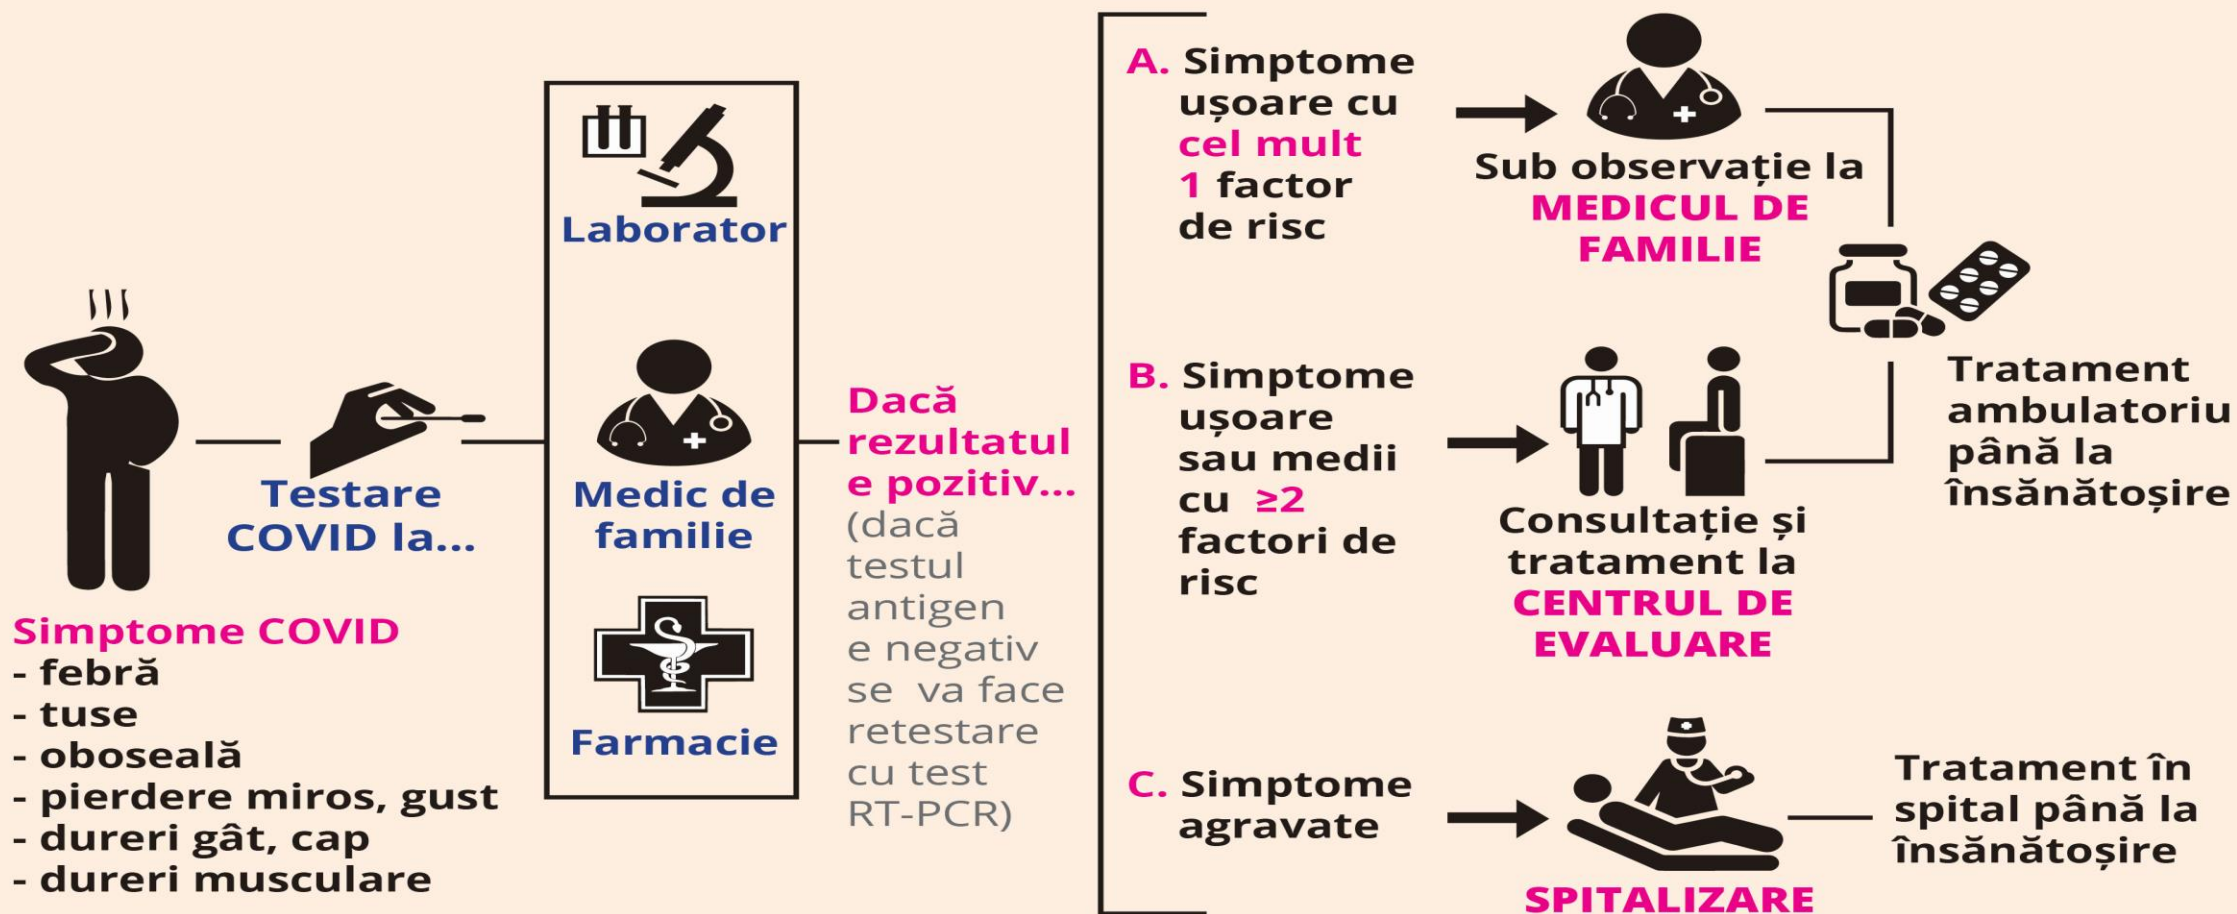 Simptome COVID
- febră
- tuse
- oboseală
- pierdere miros, gust
- dureri gât, cap
- dureri musculare
Testare
COVID la...
Laborator
Medic de
familie
Farmacie
Dacă
rezultatul
e pozitiv...
(dacă
testul
antigen
e negativ
se va face
retestare
cu test
RT-PCR)
A. Simptome
ușoare cu
cel mult
1 factor
de risc
Sub observație la
MEDICUL DE
FAMILIE
B. Simptome
ușoare
sau medii
cu ≥2
factori de
risc
Consultație și
tratament la
CENTRUL DE
EVALUARE
Tratament
ambulatoriu
până la
însănătoșire
C. Simptome
agravate
SPITALIZARE
Tratament în
spital până la
însănătoșire